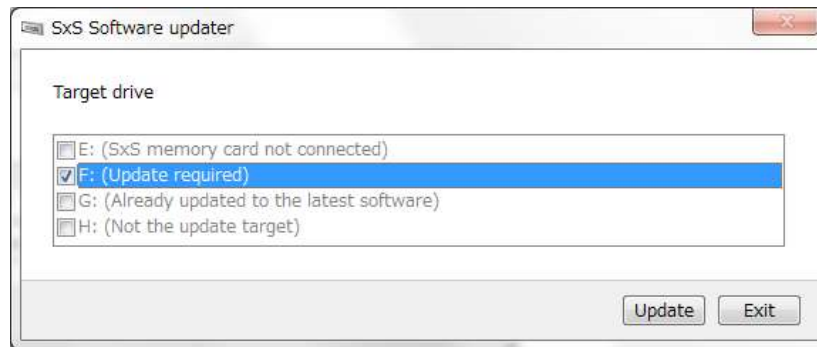 SxS Software updater
Target drive
E: (SxS memory card not connected)
F: (Update required)
G: (Already updated to the latest software)
H: (Not the update target)
Update Exit